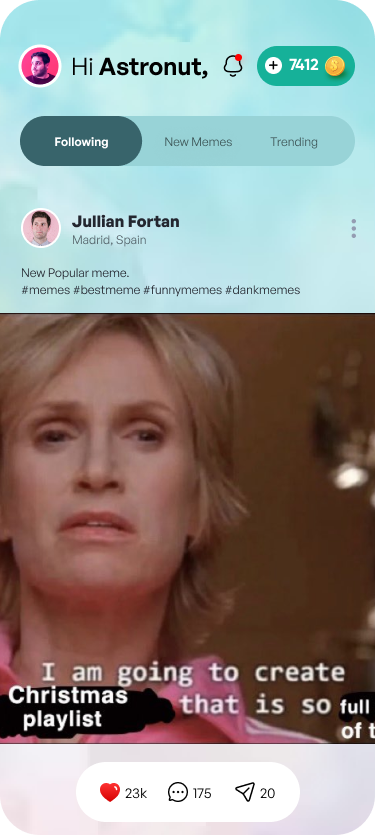 Hi Astronut,
7412
Following
New Memes
Trending
Jullian Fortan
Madrid, Spain
New Popular meme.
#memes #bestmeme #funnymemes #dankmemes
I am going to create
Christmas playlist that is so full
of t
23k
175
20